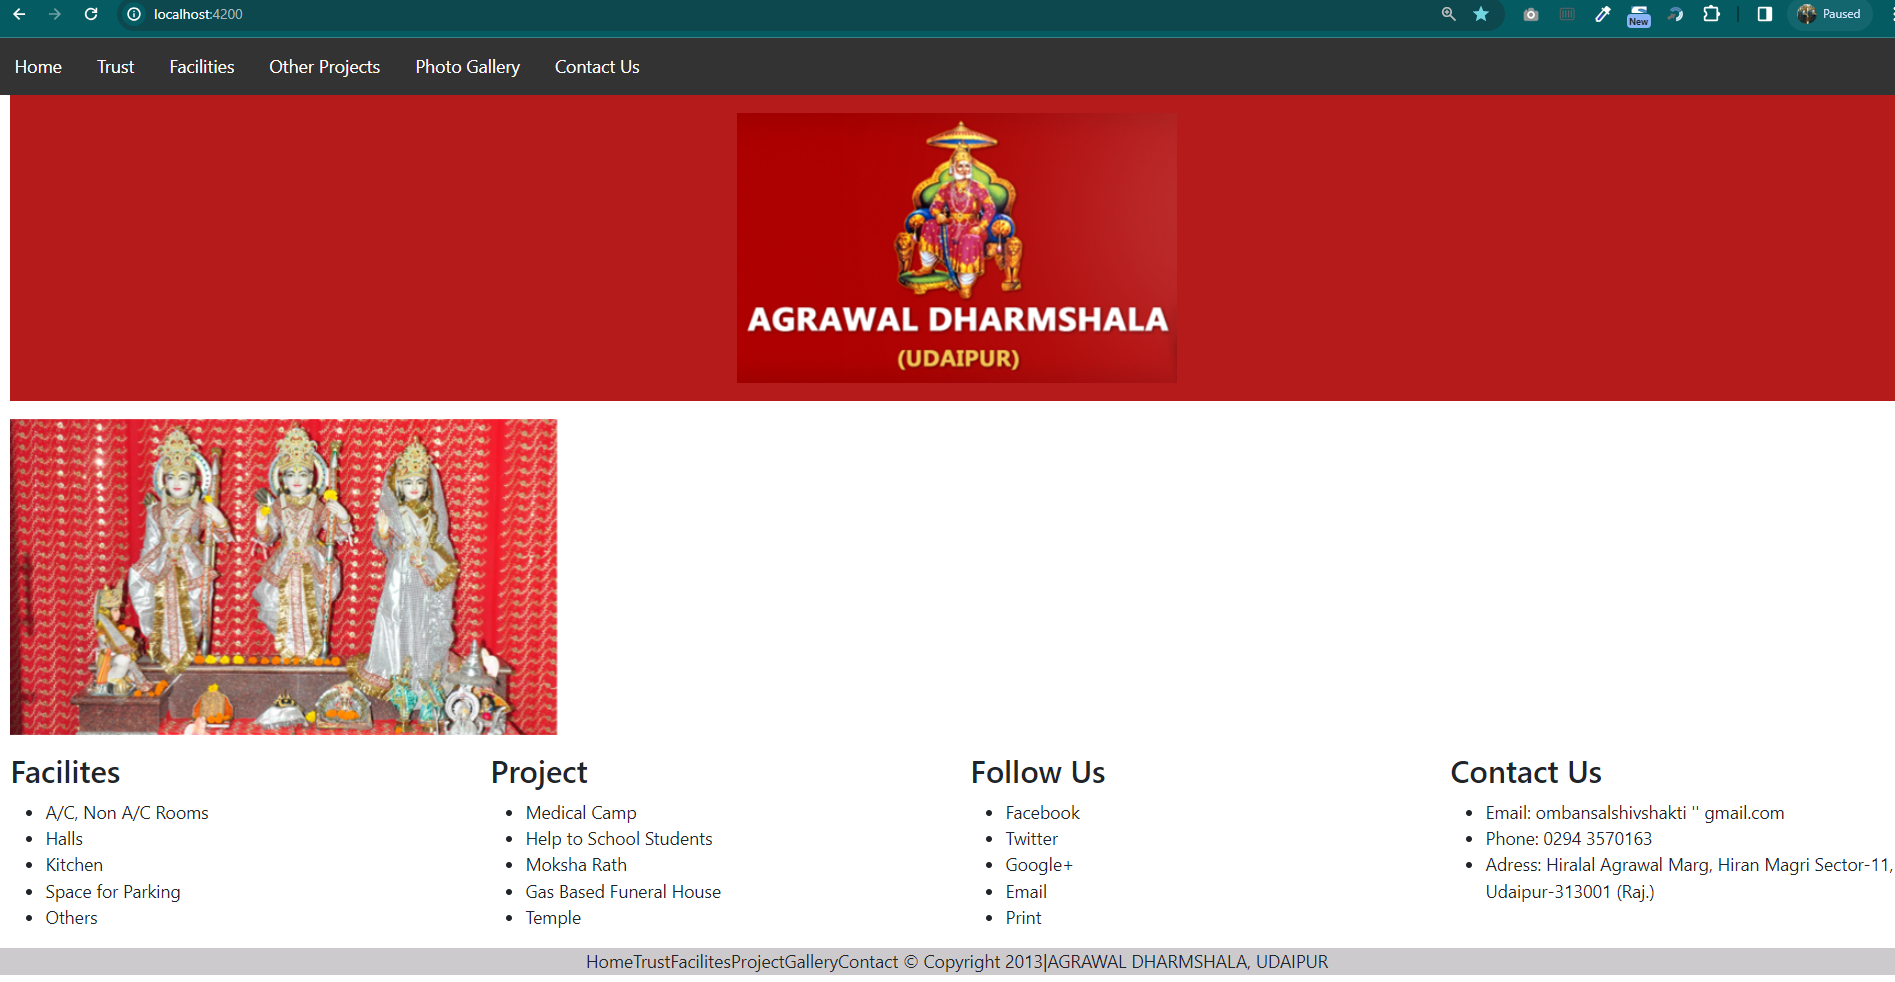 localhost:4200
New
Paused
Home Trust Facilities Other Projects Photo Gallery Contact Us
AGRAWAL DHARMSHALA
(UDAIPUR)
Facilites
A/C, Non A/C Rooms
Halls
Kitchen
Space for Parking
Others
Project
Medical Camp
Help to School Students
Moksha Rath
Gas Based Funeral House
Temple
Follow Us
Facebook
Twitter
Google+
Email
Print
Contact Us
Email: ombansalshivshakti '' gmail.com
Phone: 0294 3570163
Adress: Hiralal Agrawal Marg, Hiran Magri Sector-11,
Udaipur-313001 (Raj.)
HomeTrustFacilitesProjectGalleryContact © Copyright 2013|AGRAWAL DHARMSHALA, UDAIPUR